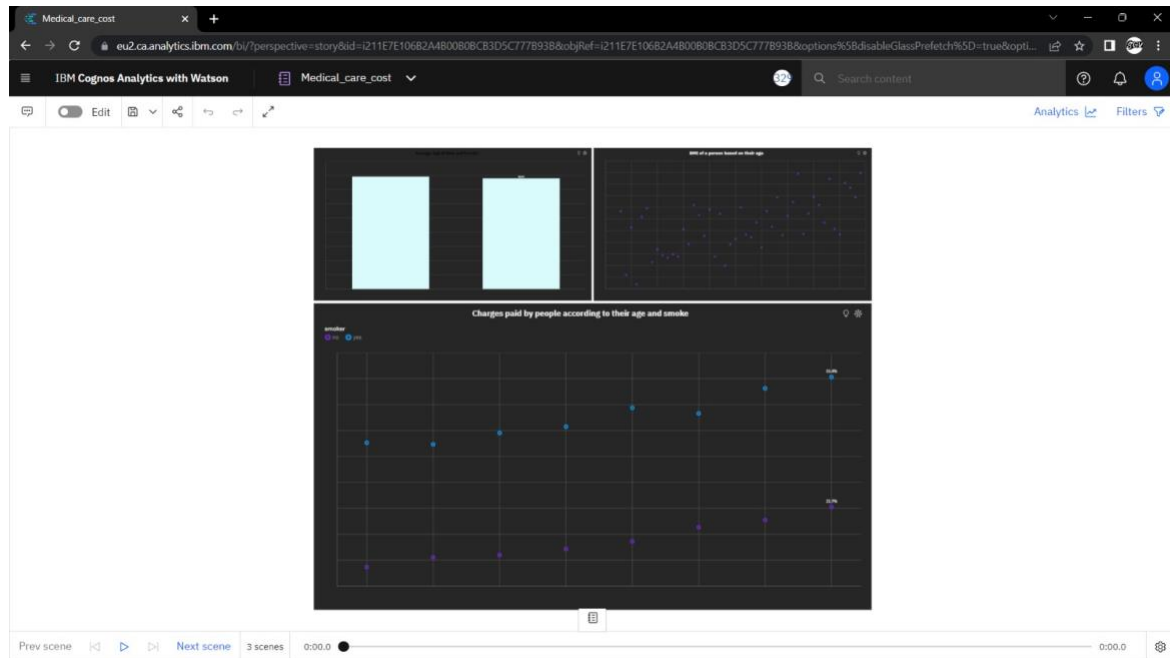 Medical_care_cost
eu2.ca.analytics.ibm.com/bi/?perspective=story&id=i211E7E106B2A4B00B0BCB3D5C777B93B&objRef=i211E7E106B2A4B00B0BCB3D5C777B93B&options%5BdisableGlassPrefetch%5D=true&opti...
IBM Cognos Analytics with Watson
Medical_care_cost
Search content
Edit
Analytics
Filters
BMI of a person based on their age
Charges paid by people according to their age and smoke
smoker
no yes
Prev scene
Next scene
3 scenes
0:00.0
0:00.0